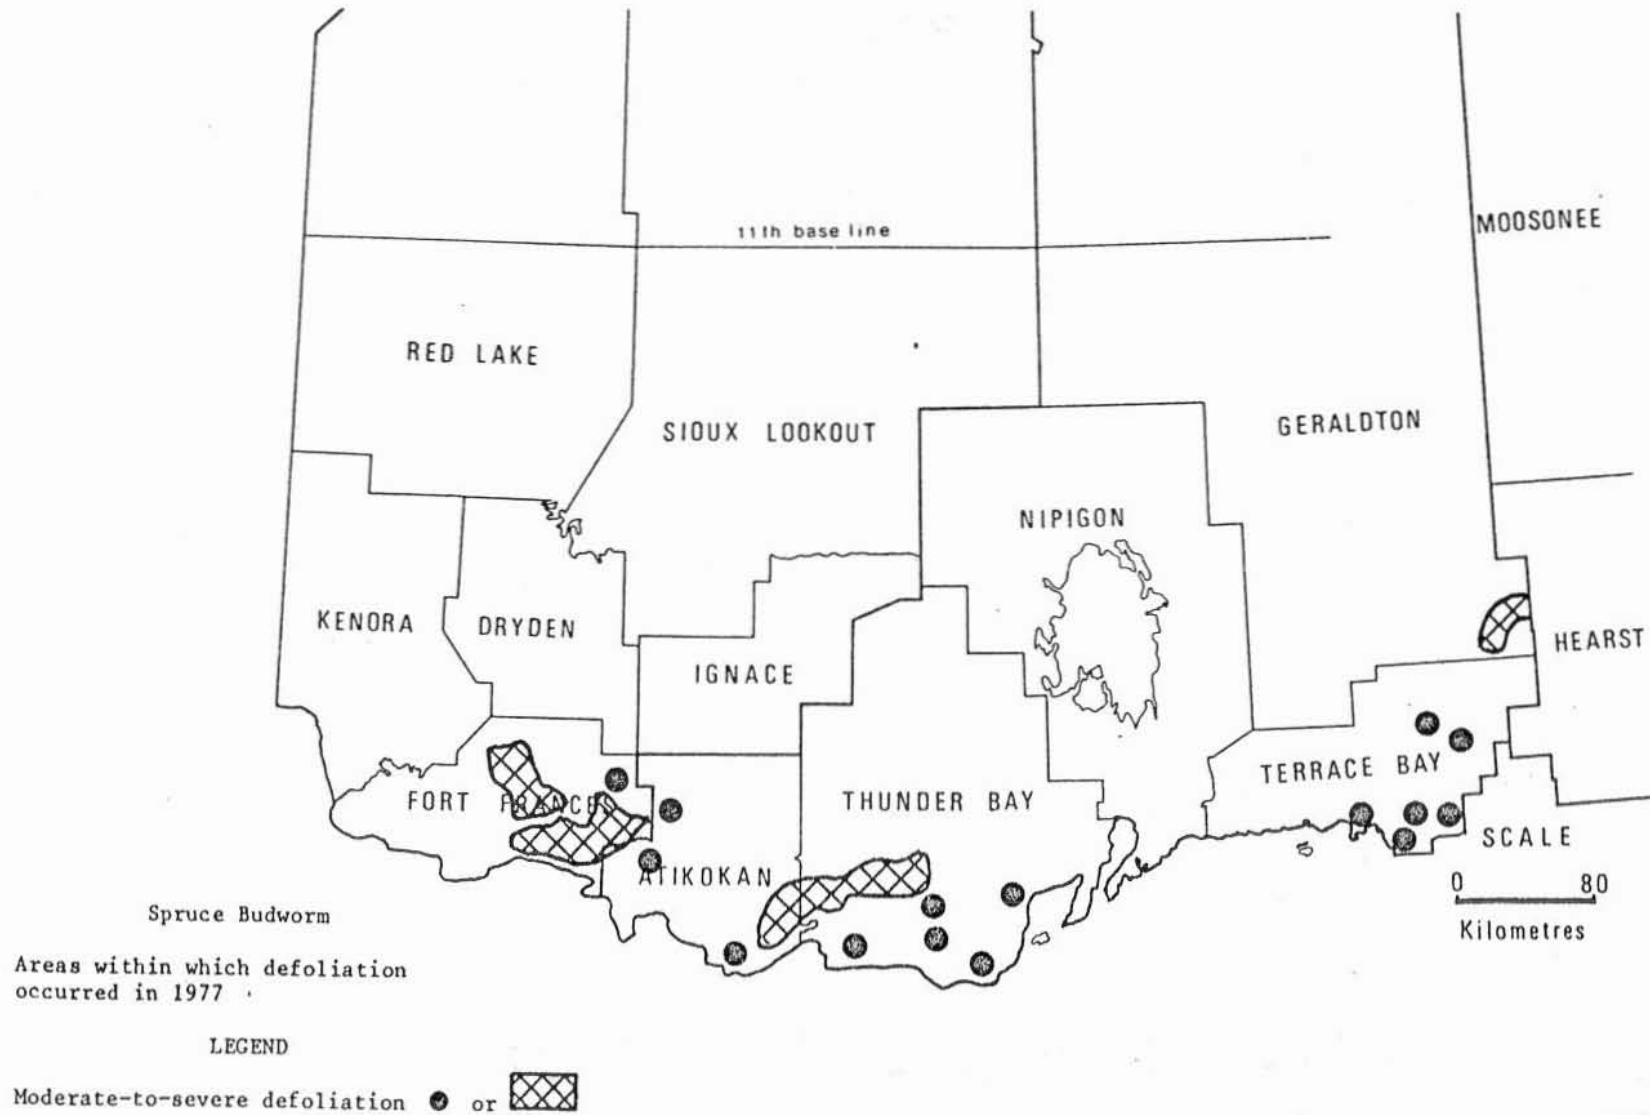 11th base line
MOOSONEE
RED LAKE
SIOUX LOOKOUT
GERALDTON
NIPIGON
KENORA
DRYDEN
IGNACE
HEARST
TERRACE BAY
FORT FRANCES
THUNDER BAY
ATIKOKAN
SCALE
0 80
Kilometres
Spruce Budworm
Areas within which defoliation
occurred in 1977
LEGEND
Moderate-to-severe defoliation or